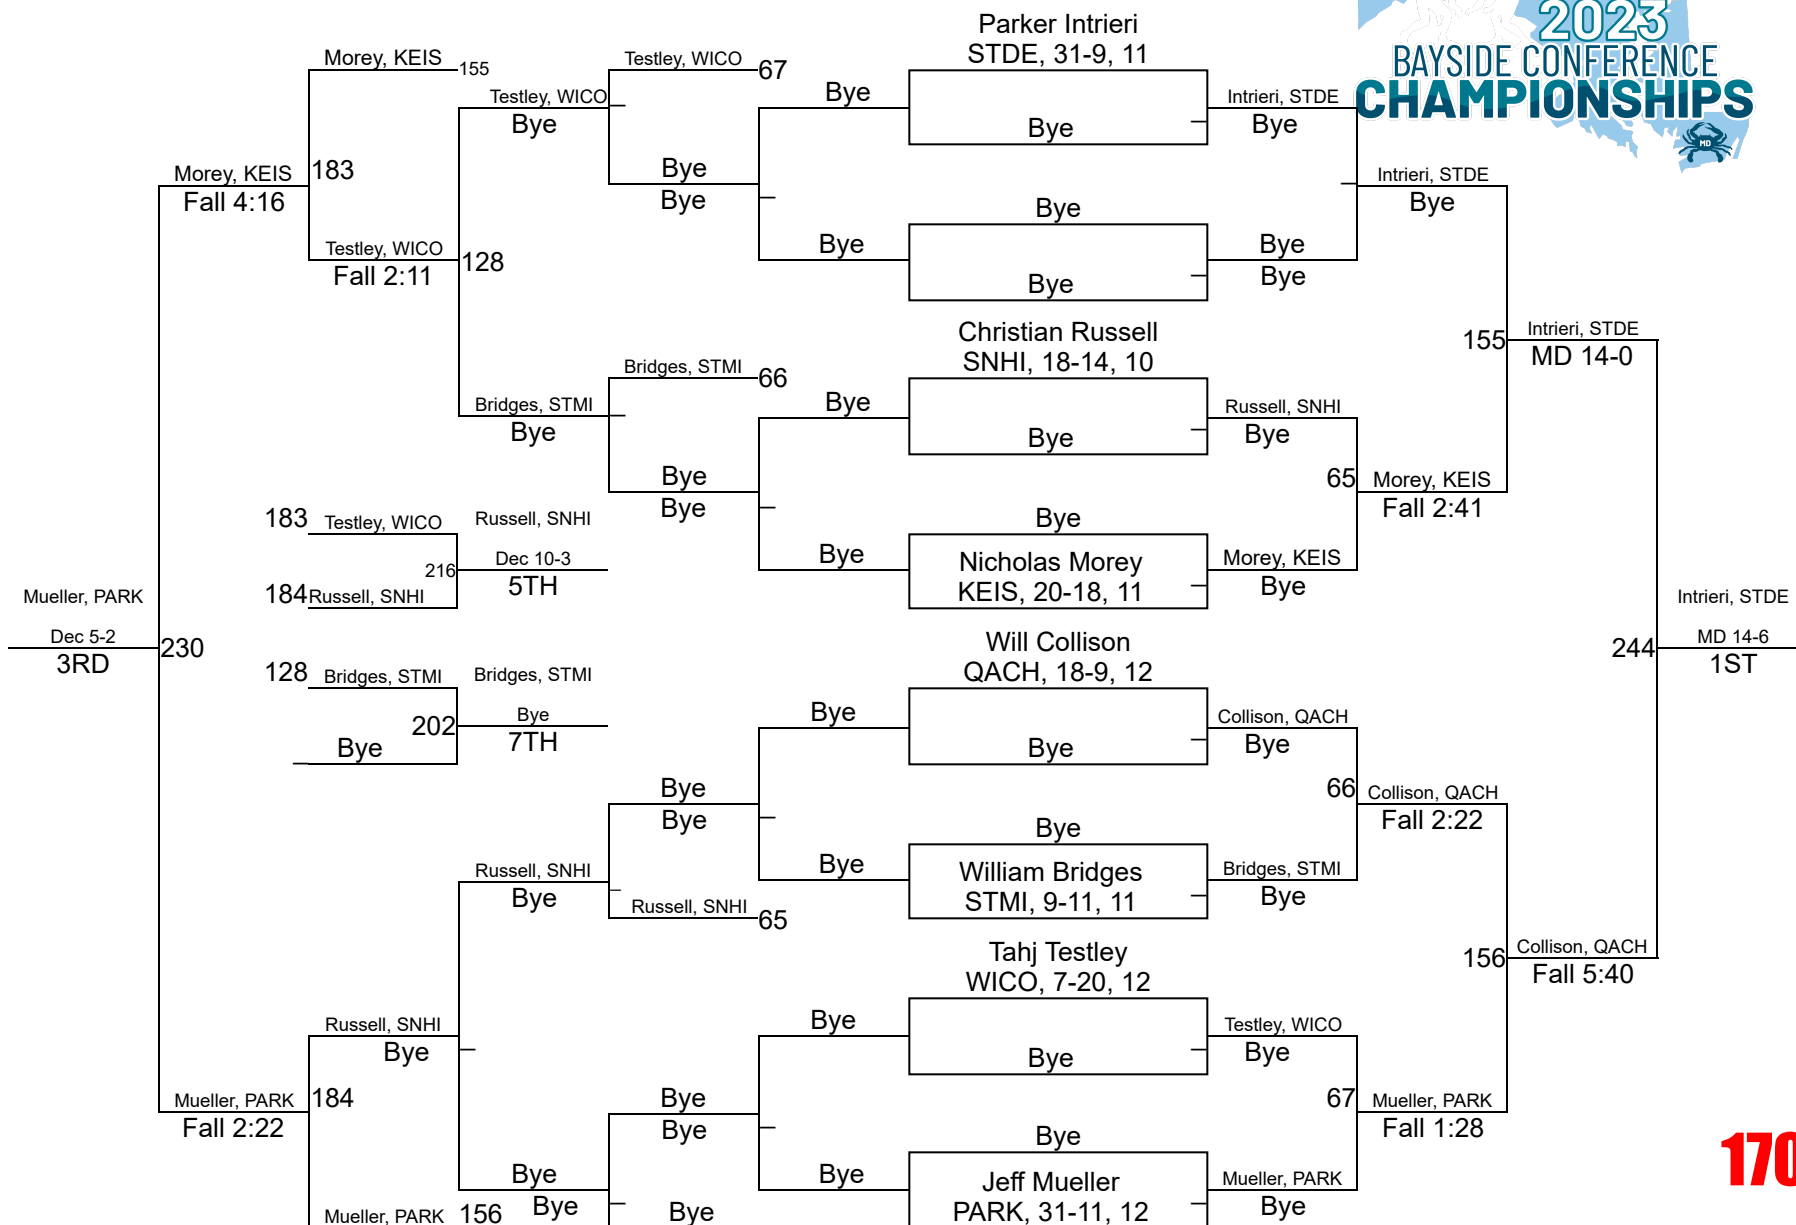 2023
BAYSIDE CONFERENCE
CHAMPIONSHIPS
MD
Parker Intrieri
STDE, 31-9, 11
Morey, KEIS
155
Testley, WICO
67
Testley, WICO
Bye
Bye
Bye
Intrieri, STDE
Bye
Morey, KEIS
183
Fall 4:16
Bye
Bye
Intrieri, STDE
Bye
Bye
Testley, WICO
Fall 2:11
128
Bye
Bye
Bye
Bye
Christian Russell
SNHI, 18-14, 10
155
Intrieri, STDE
MD 14-0
Bridges, STMI
66
Bridges, STMI
Bye
Bye
Bye
Russell, SNHI
Bye
Bye
Bye
65
Morey, KEIS
Fall 2:41
183
Testley, WICO
Russell, SNHI
Bye
216
Dec 10-3
5TH
184
Russell, SNHI
Bye
Nicholas Morey
KEIS, 20-18, 11
Morey, KEIS
Bye
Mueller, PARK
Dec 5-2
3RD
230
Intrieri, STDE
244
MD 14-6
1ST
Will Collison
QACH, 18-9, 12
128
Bridges, STMI
Bridges, STMI
202
Bye
Bye
7TH
Bye
Bye
Collison, QACH
Bye
Bye
Bye
66
Collison, QACH
Fall 2:22
Bye
Russell, SNHI
Bye
Bye
William Bridges
STMI, 9-11, 11
Bridges, STMI
Bye
Russell, SNHI
65
Tahj Testley
WICO, 7-20, 12
156
Collison, QACH
Fall 5:40
Russell, SNHI
Bye
Bye
Bye
Testley, WICO
Bye
Mueller, PARK
184
Fall 2:22
Bye
Bye
67
Mueller, PARK
Fall 1:28
Bye
Bye
Bye
Jeff Mueller
PARK, 31-11, 12
Mueller, PARK
Bye
Mueller, PARK
156
Bye
Bye
170